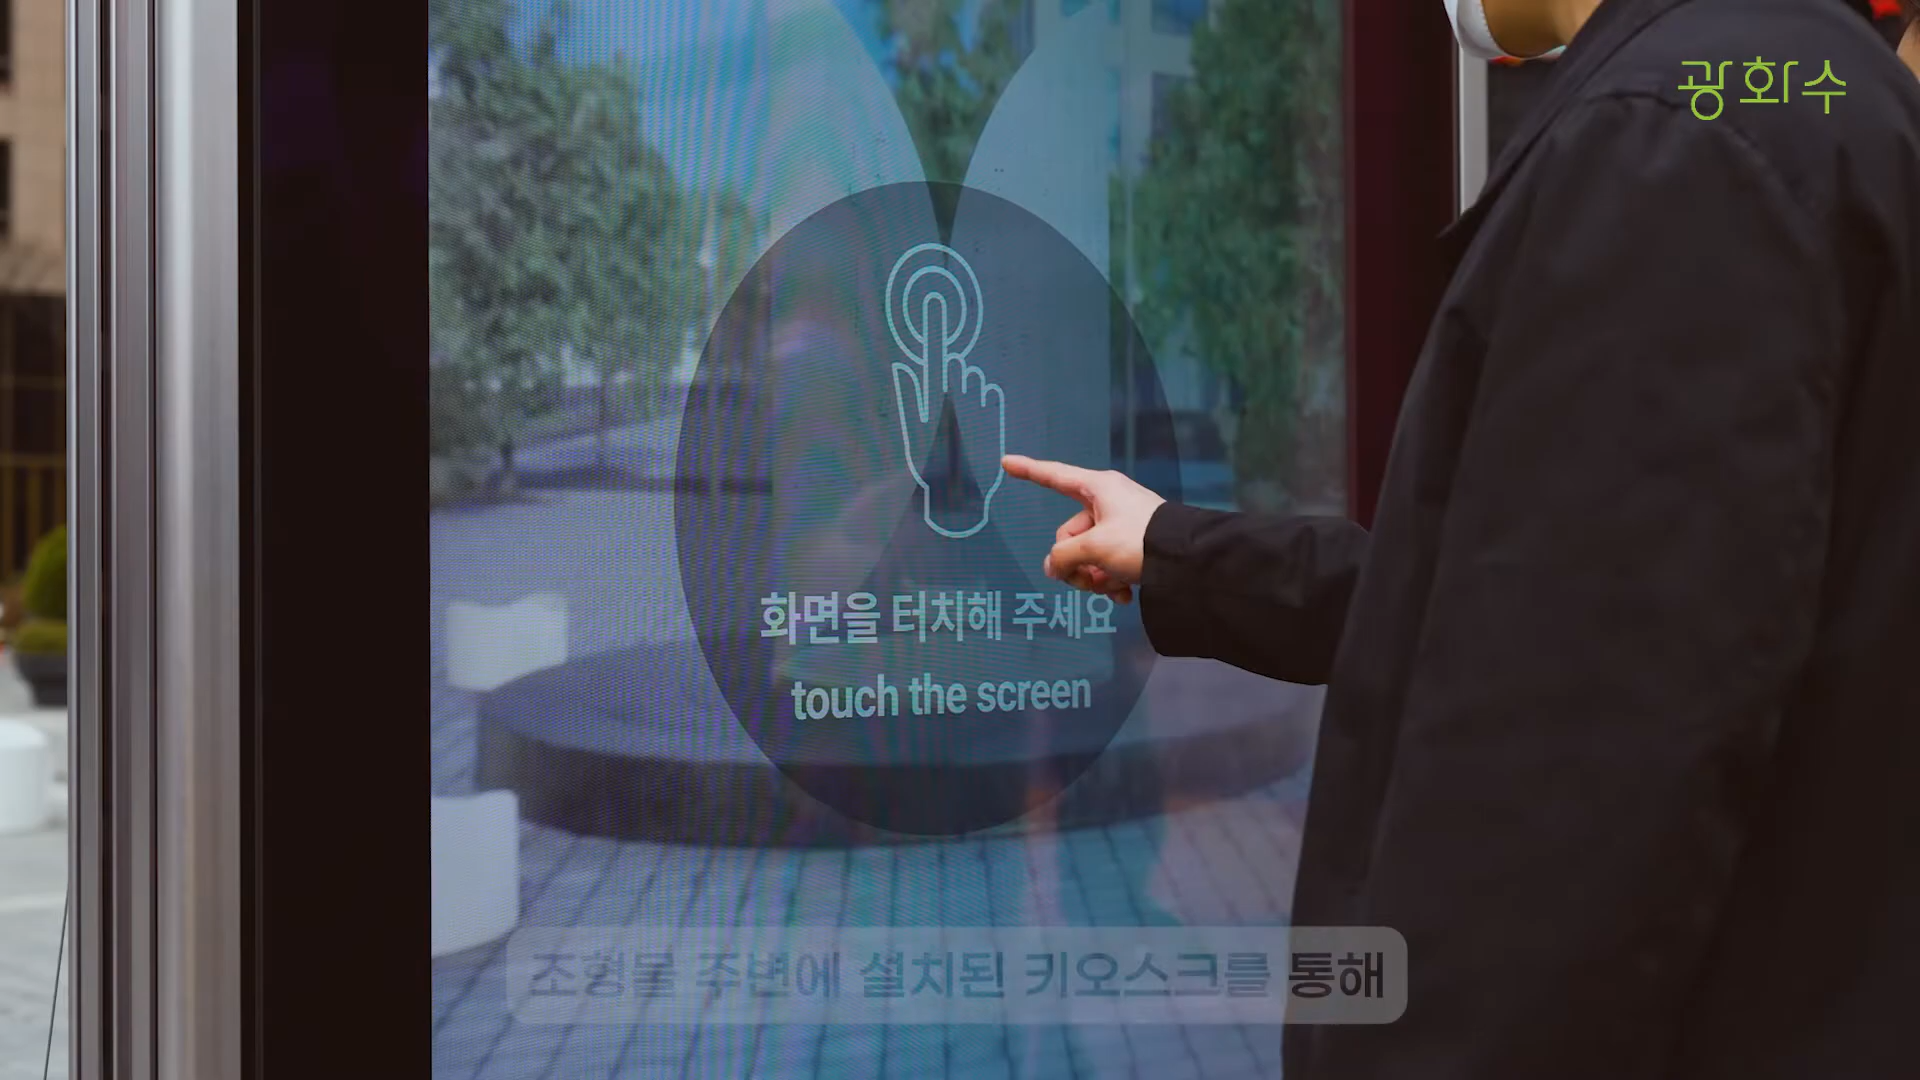 광화수
화면을 터치해 주세요
touch the screen
조형물 주변에 설치된 키오스크를 통해